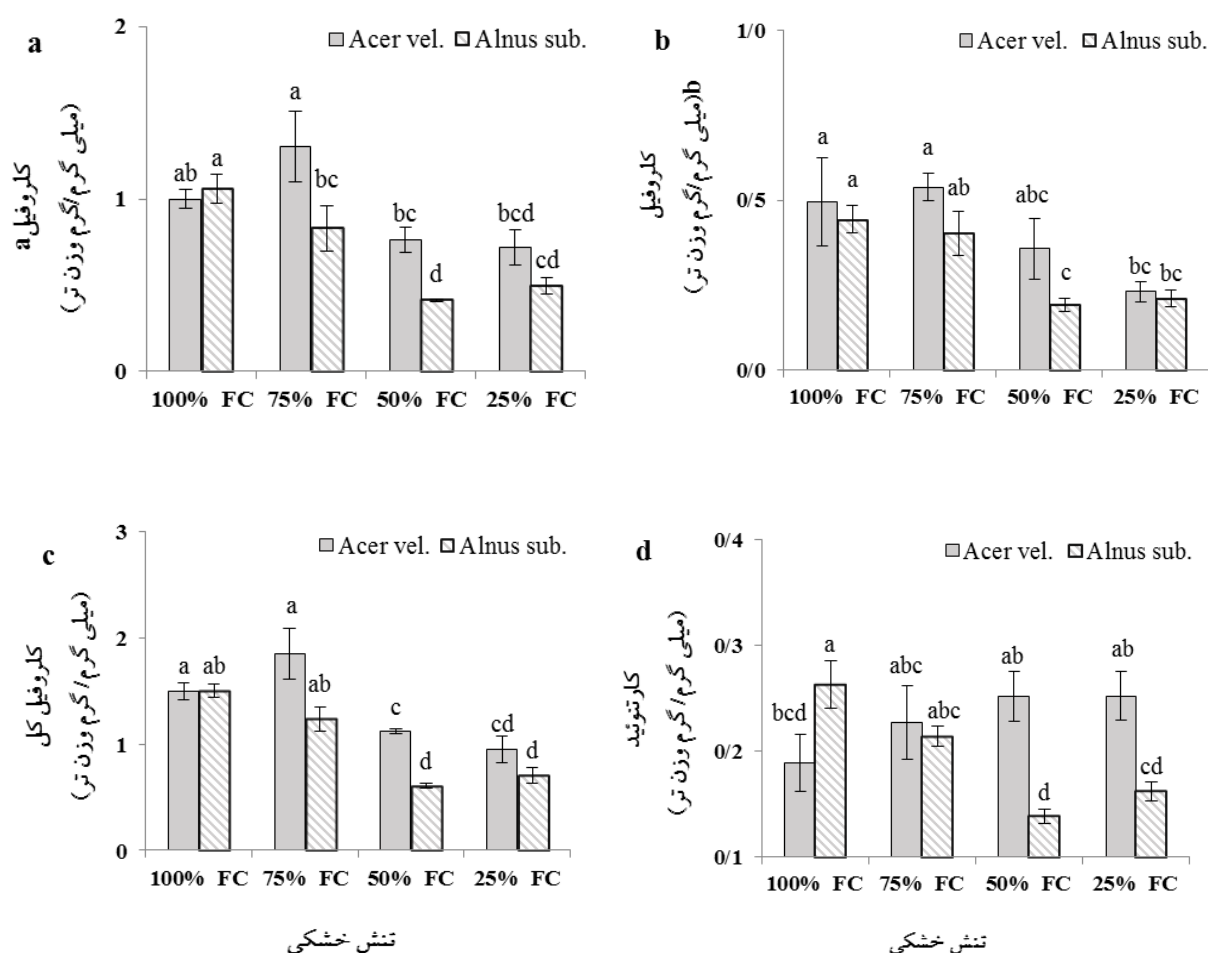 a
Acer vel. Alnus sub.
2
1
0
کلروفیل a
(میلی گرم/گرم وزن تر)
ab a
a bc
bc d
bcd cd
100% FC 75% FC 50% FC 25% FC
b
Acer vel. Alnus sub.
1/0
0/5
0/0
کلروفیل b
(میلی گرم/گرم وزن تر)
a a
a ab
abc c
bc bc
100% FC 75% FC 50% FC 25% FC
c
Acer vel. Alnus sub.
3
2
1
0
کلروفیل کل
(میلی گرم/ گرم وزن تر)
a ab
a ab
c d
cd d
100% FC 75% FC 50% FC 25% FC
تنش خشکی
d
Acer vel. Alnus sub.
0/4
0/3
0/2
0/1
کارتنوئید
(میلی گرم/ گرم وزن تر)
bcd a
abc abc
ab d
ab cd
100% FC 75% FC 50% FC 25% FC
تنش خشکی